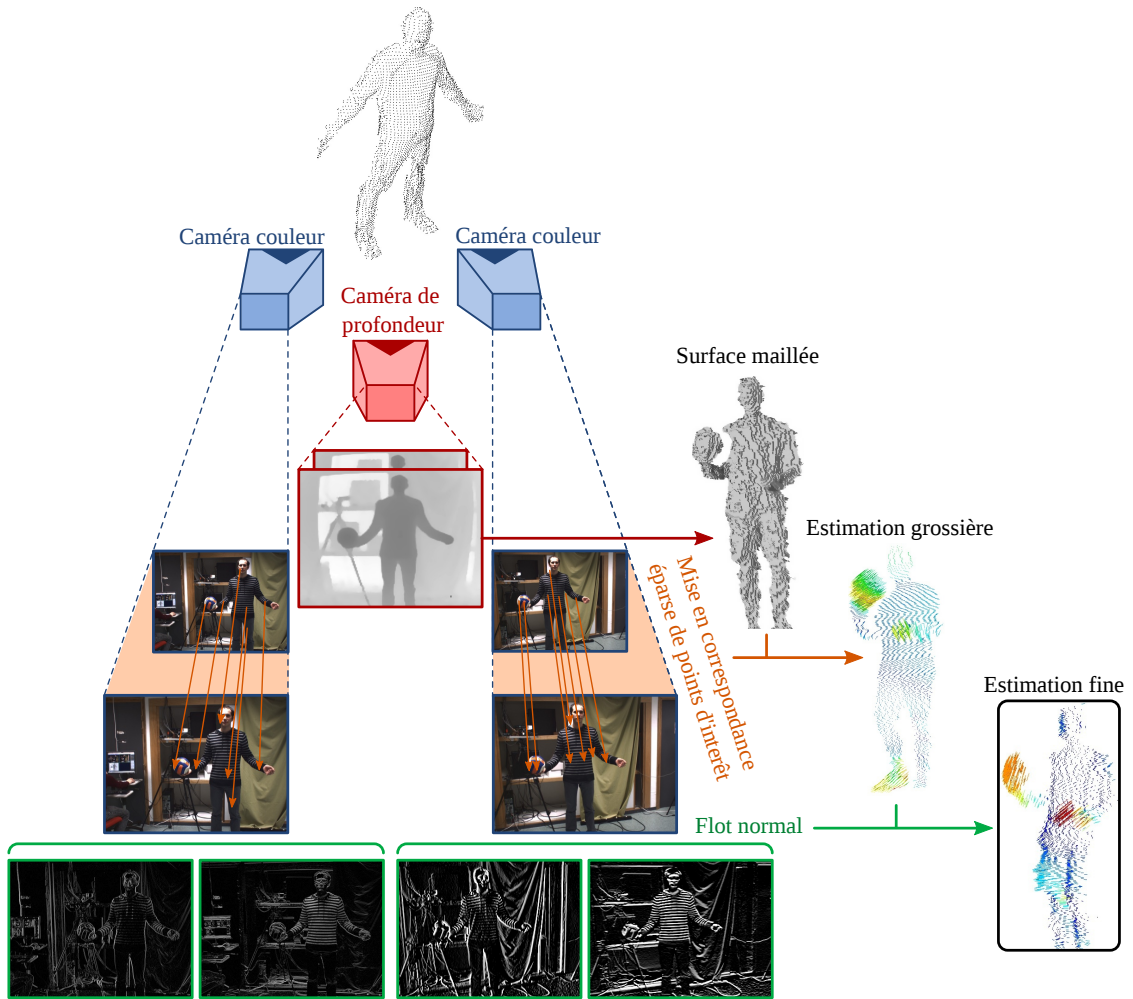 Caméra couleur
Caméra couleur
Caméra de
profondeur
Surface maillée
Estimation grossière
Mise en correspondance
éparse de points d'interêt
Estimation fine
Flot normal